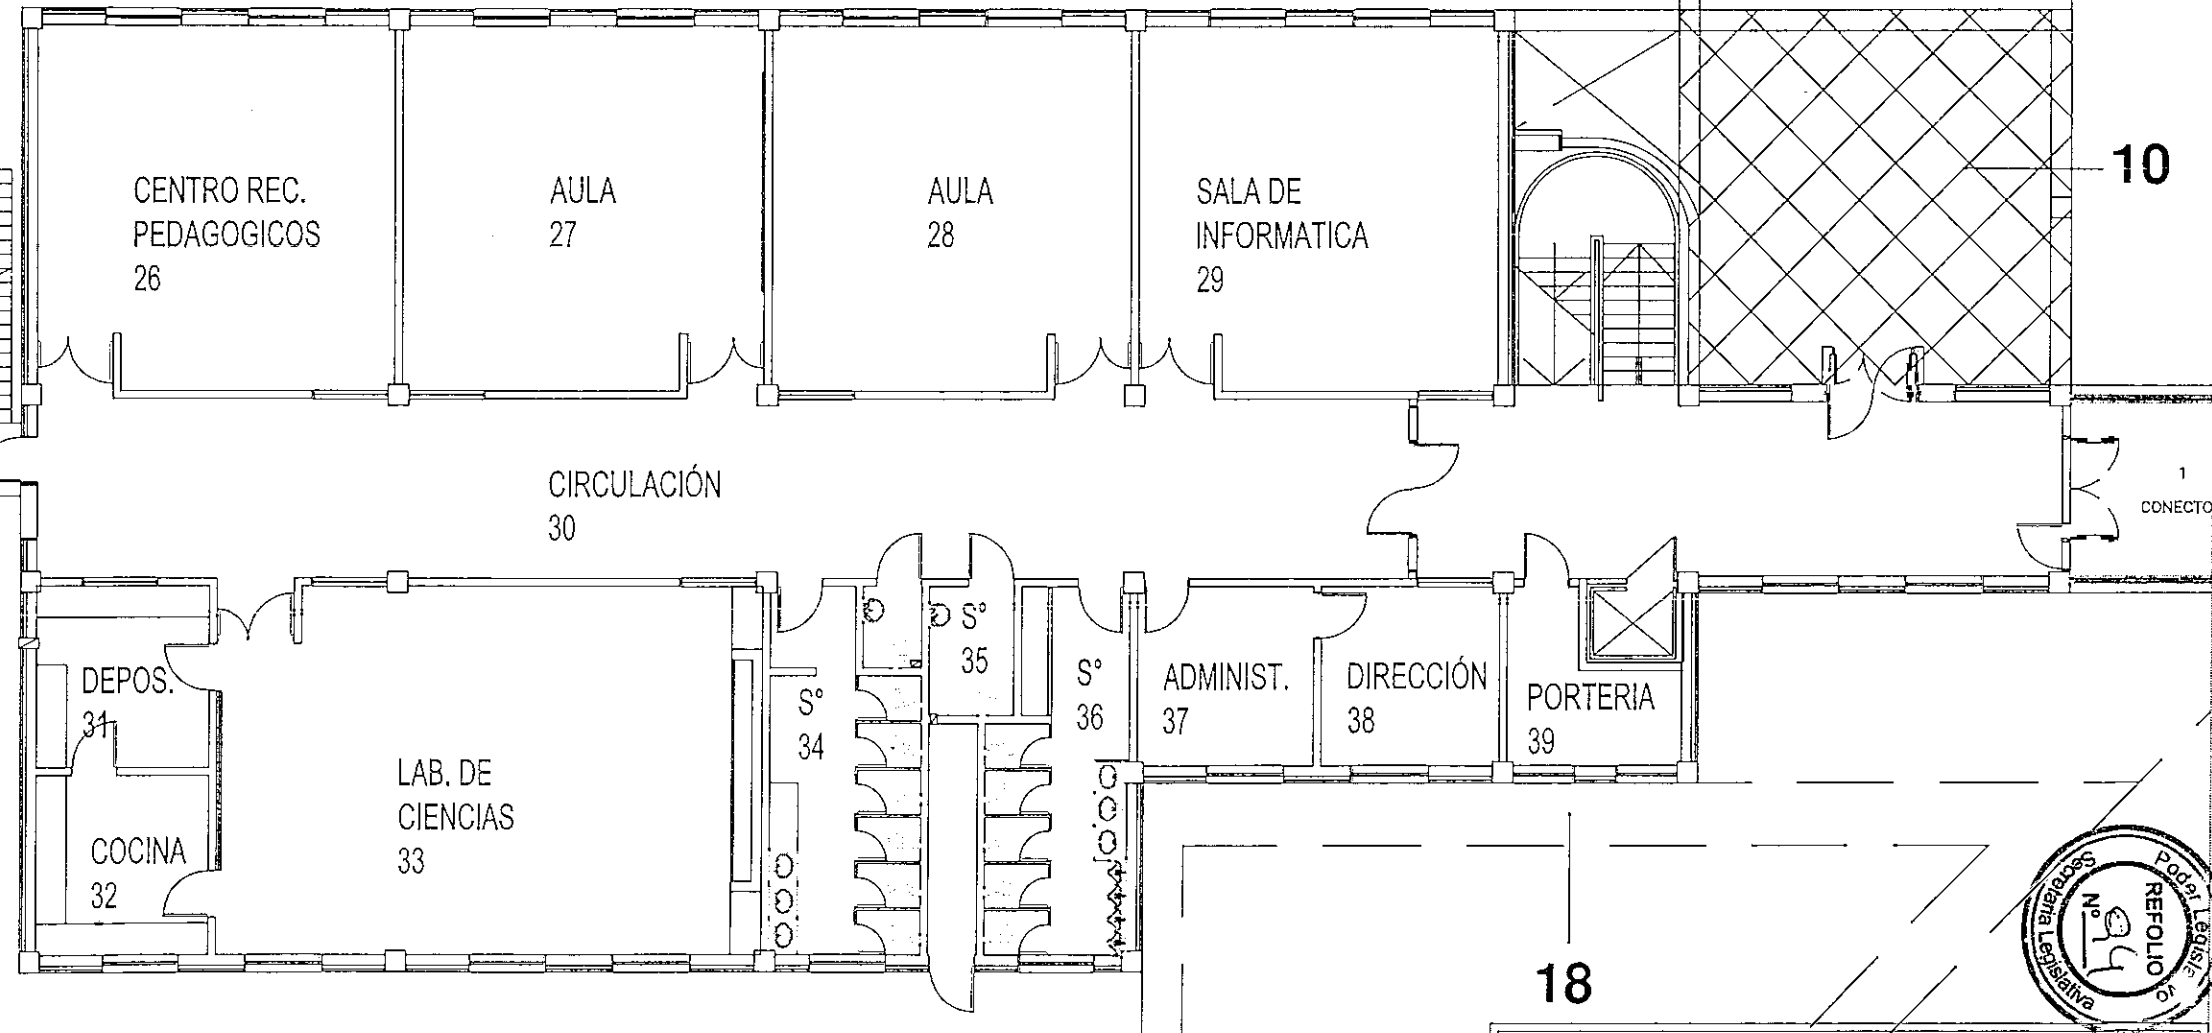 CENTRO REC.
PEDAGOGICOS
26
AULA
27
AULA
28
SALA DE
INFORMATICA
29
10
CIRCULACIÓN
30
1
CONECTO
DEPOS.
31
COCINA
32
LAB. DE
CIENCIAS
33
S°
34
S°
35
S°
36
ADMINIST.
37
DIRECCIÓN
38
PORTERIA
39
18
Poder Legisla vo
REFOLIO
N°
Secretaria Legislativa